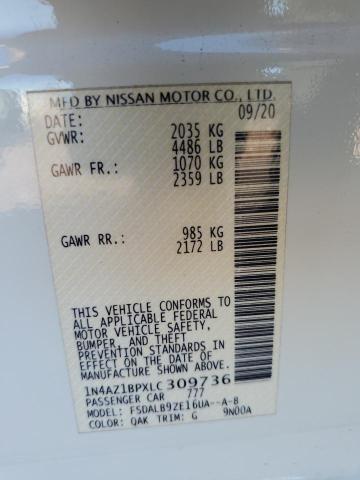 MFD BY NISSAN MOTOR CO., LTD.
DATE: 09/20
GVWR: 2035 KG
4486 LB
GAWR FR.: 1070 KG
2359 LB
GAWR RR.: 985 KG
2172 LB
THIS VEHICLE CONFORMS TO
ALL APPLICABLE FEDERAL
MOTOR VEHICLE SAFETY,
BUMPER, AND THEFT
PREVENTION STANDARDS
IN EFFECT ON THE DATE OF
MANUFACTURE SHOWN ABOVE.
1N4AZ1BPXLC309736
PASSENGER CAR 777
MODEL: FSDALB9ZE16UA--A-B
COLOR: QAK TRIM: G 9N00A